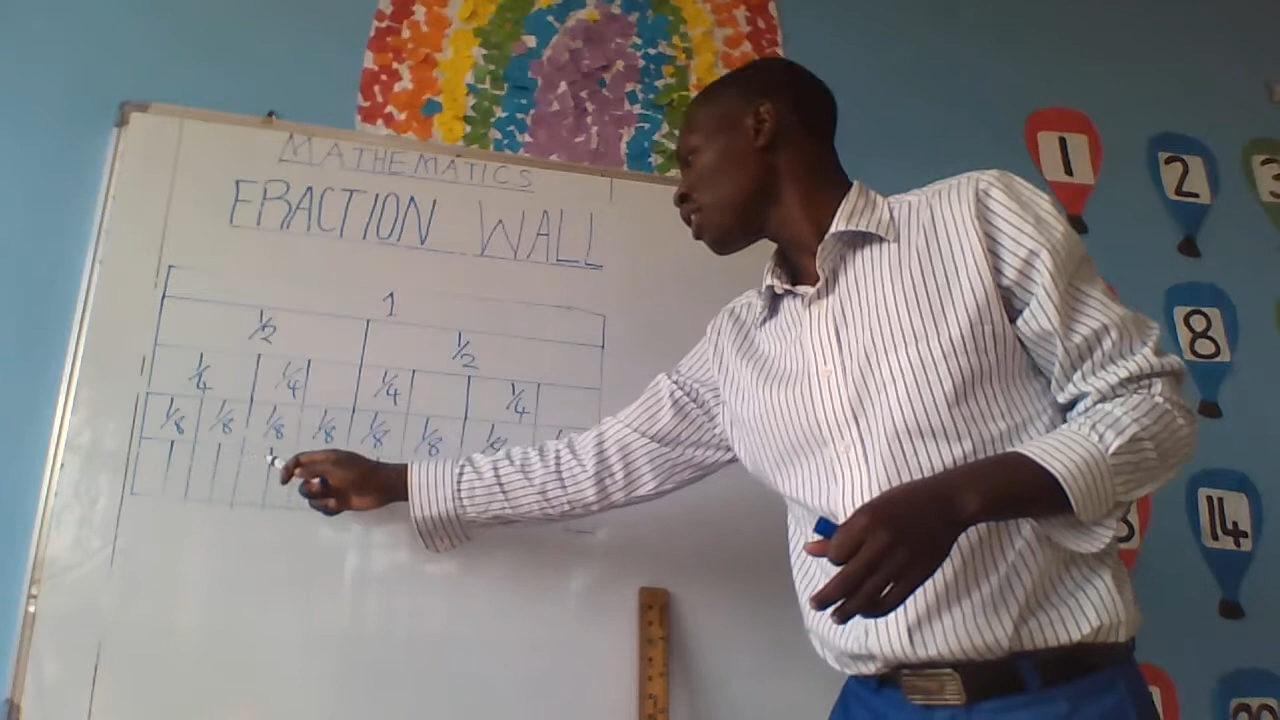 MATHEMATICS
FRACTION WALL
1
1/2 1/2
1/4 1/4 1/4 1/4
1/8 1/8 1/8 1/8 1/8 1/8 1/8
1 2 3
8
14